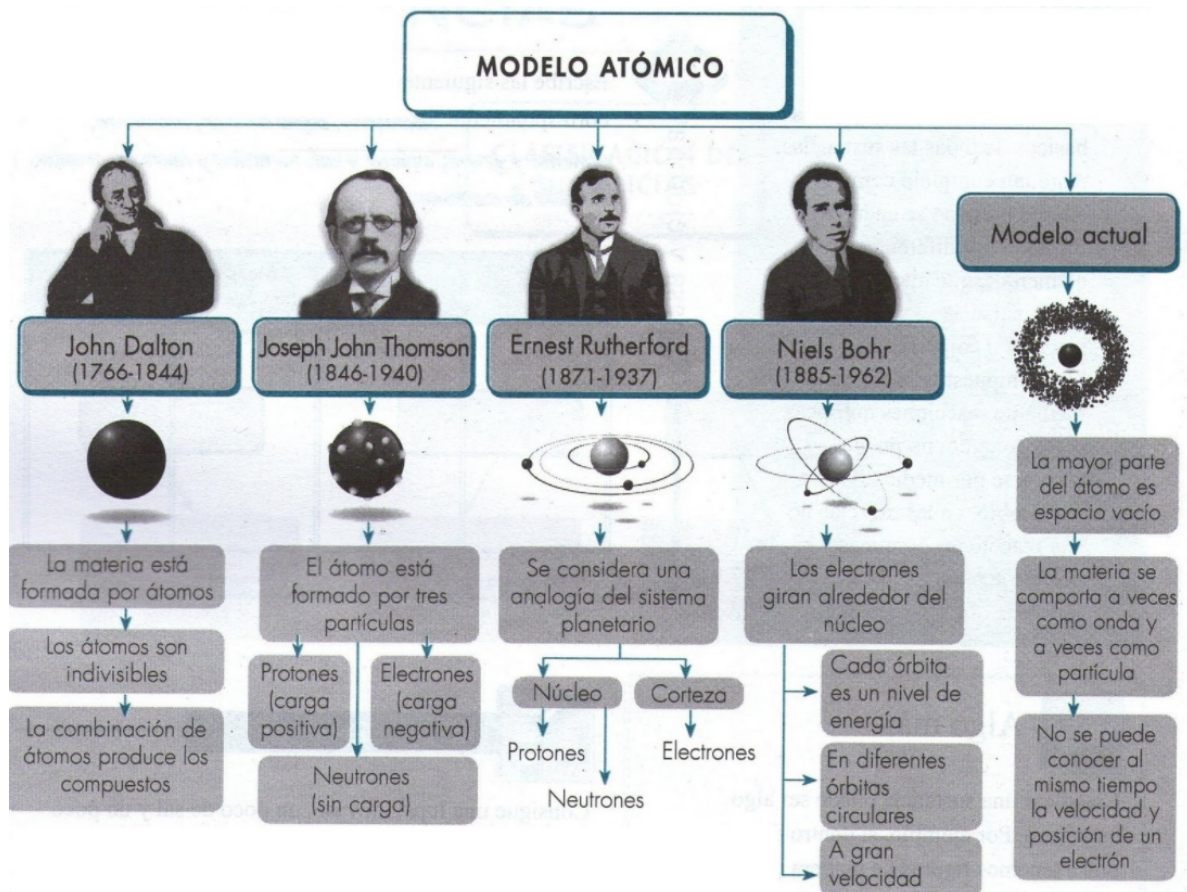 MODELO ATÓMICO
Escribe las siguiente
John Dalton
(1766-1844)
Joseph John Thomson
(1846-1940)
Ernest Rutherford
(1871-1937)
Niels Bohr
(1885-1962)
Modelo actual
La materia está
formada por átomos
Los átomos son
indivisibles
La combinación de
átomos produce los
compuestos
El átomo está
formado por tres
partículas
Protones
(carga
positiva)
Electrones
(carga
negativa)
Neutrones
(sin carga)
Se considera una
analogía del sistema
planetario
Núcleo
Corteza
Protones
Electrones
Neutrones
Los electrones
giran alrededor del
núcleo
Cada órbita
es un nivel de
energía
En diferentes
órbitas
circulares
A gran
velocidad
La mayor parte
del átomo es
espacio vacío
La materia se
comporta a veces
como onda y
a veces como
partícula
No se puede
conocer al
mismo tiempo
la velocidad y
posición de un
electrón